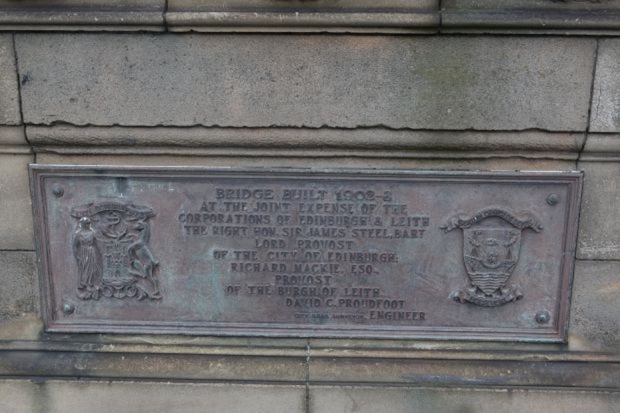 BRIDGE BUILT 1902-3
AT THE JOINT EXPENSE OF THE
CORPORATIONS OF EDINBURGH & LEITH
THE RIGHT HON. SIR JAMES STEEL, BART
LORD PROVOST
OF THE CITY OF EDINBURGH;
RICHARD MACKIE, ESQ.
PROVOST
OF THE BURGH OF LEITH
DAVID C. PROUDFOOT
ENGINEER